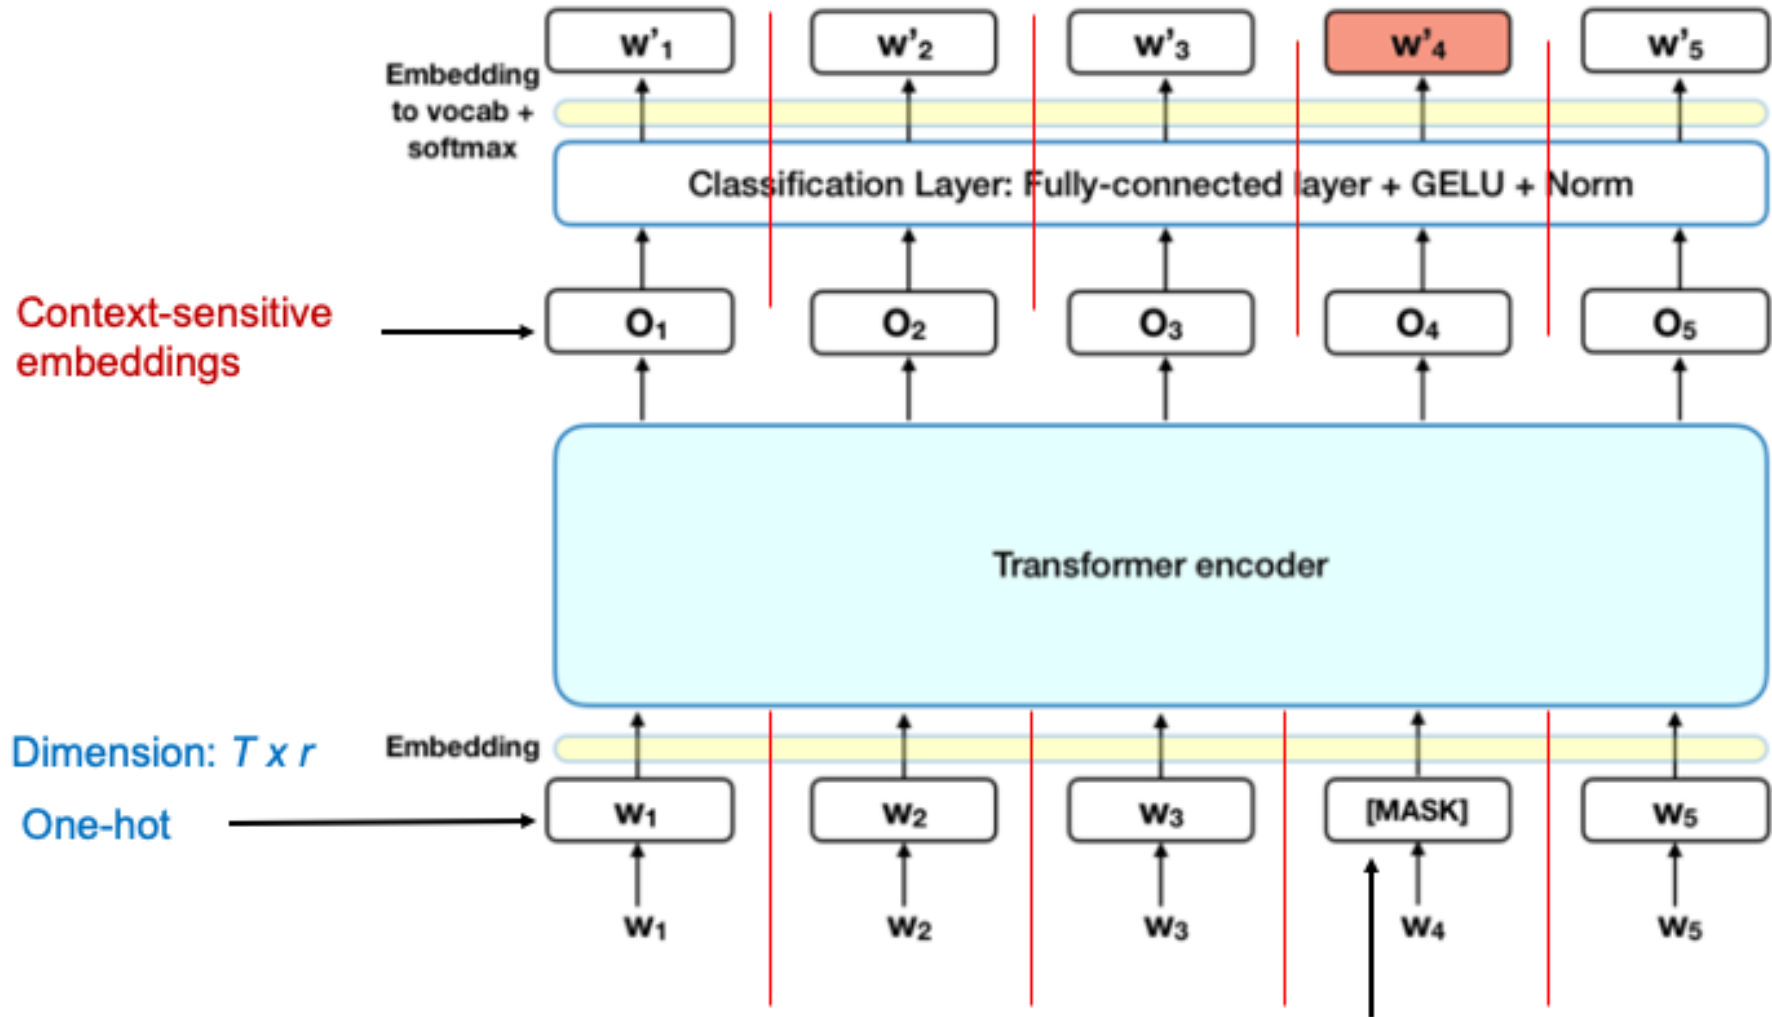 w'1 w'2 w'3 w'4 w'5
Embedding
to vocab +
softmax
Classification Layer: Fully-connected layer + GELU + Norm
Context-sensitive
embeddings
O1 O2 O3 O4 O5
Transformer encoder
Dimension: T x r
Embedding
One-hot
w1 w2 w3 [MASK] w5
w1 w2 w3 w4 w5